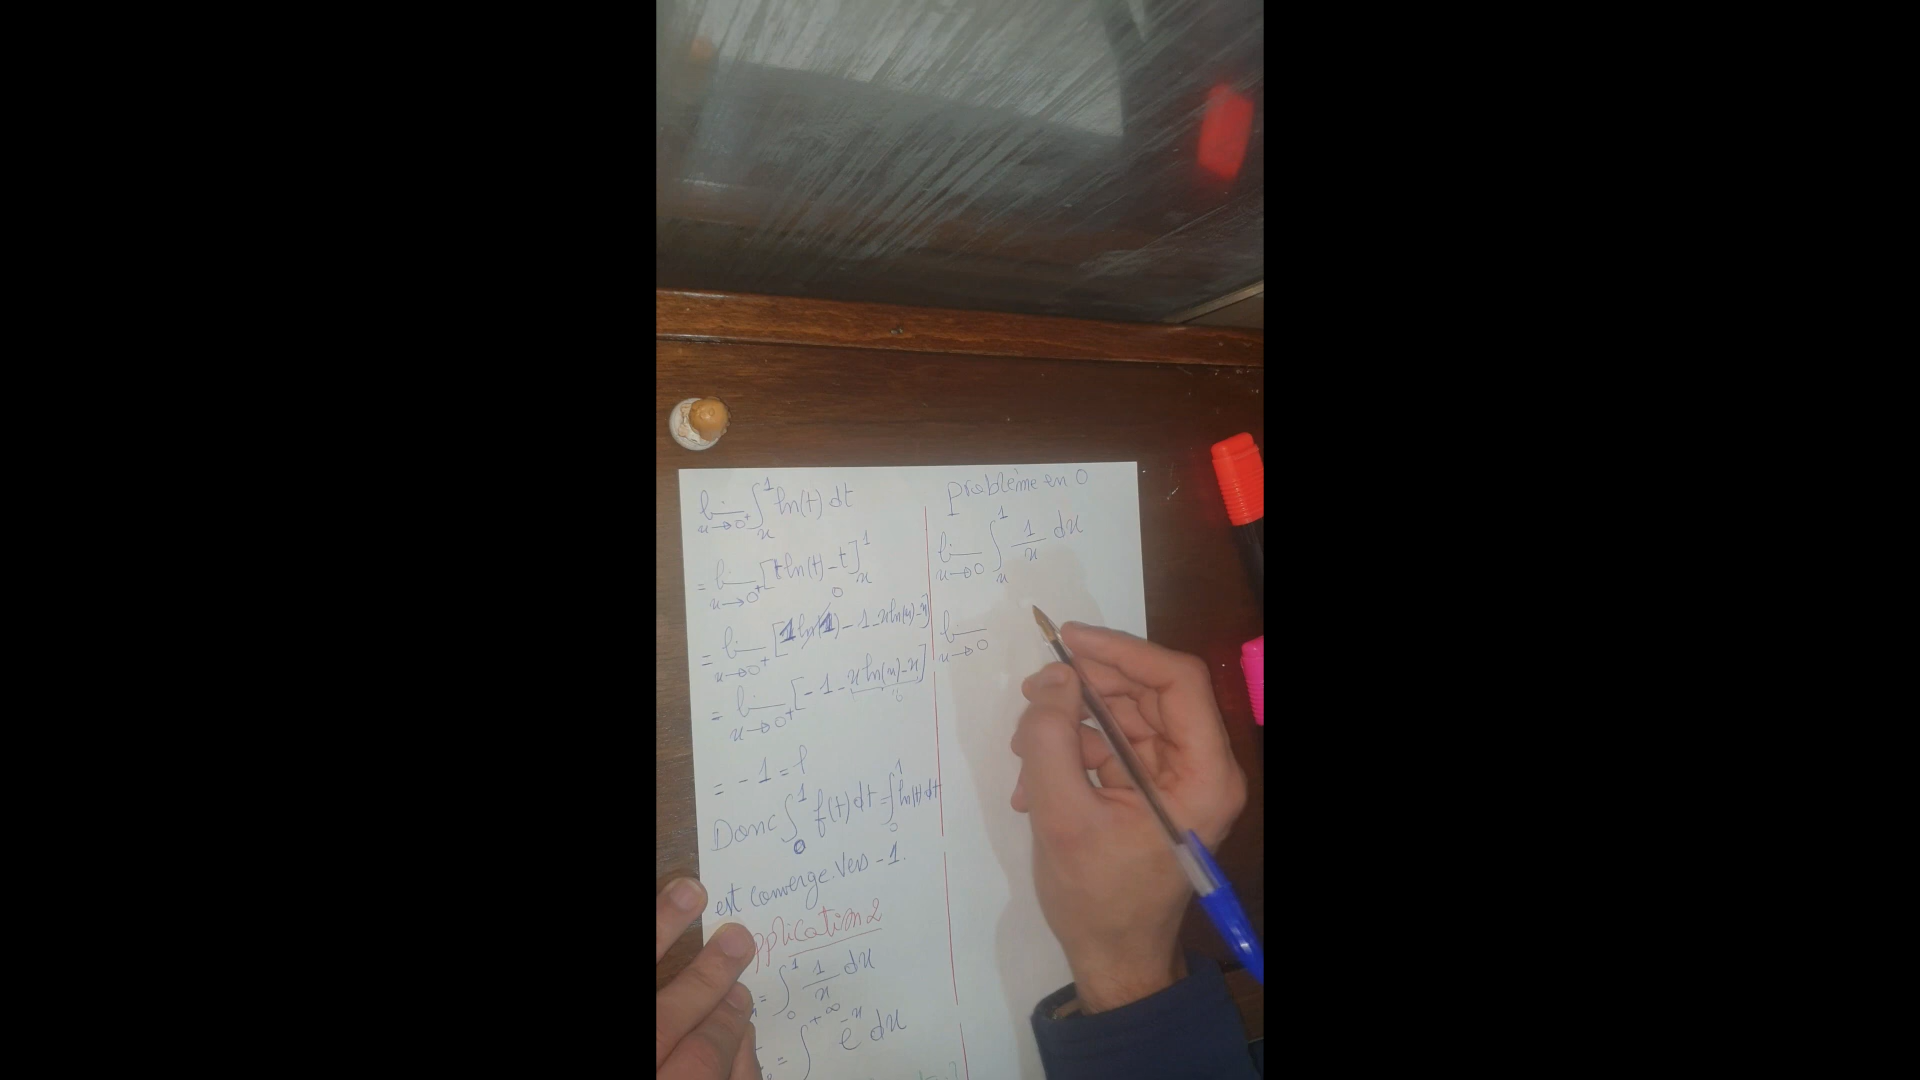 lim x→0⁺ ∫ₓ¹ ln(t) dt
= lim x→0⁺ [t ln(t) - t]ₓ¹
0
= lim x→0⁺ [1 ln(1) - 1 - x ln(x) - x]
= lim x→0⁺ [-1 - x ln(x) - x]
0
= -1 = l
Donc ∫₀¹ f(t) dt = ∫₀¹ ln(t) dt
est converge Vers -1.
pplication 2
= ∫₀¹ 1/x dx
= ∫ +∞ e⁻ˣ dx
Problème en 0
lim x→0 ∫ₓ¹ 1/x dx
lim x→0